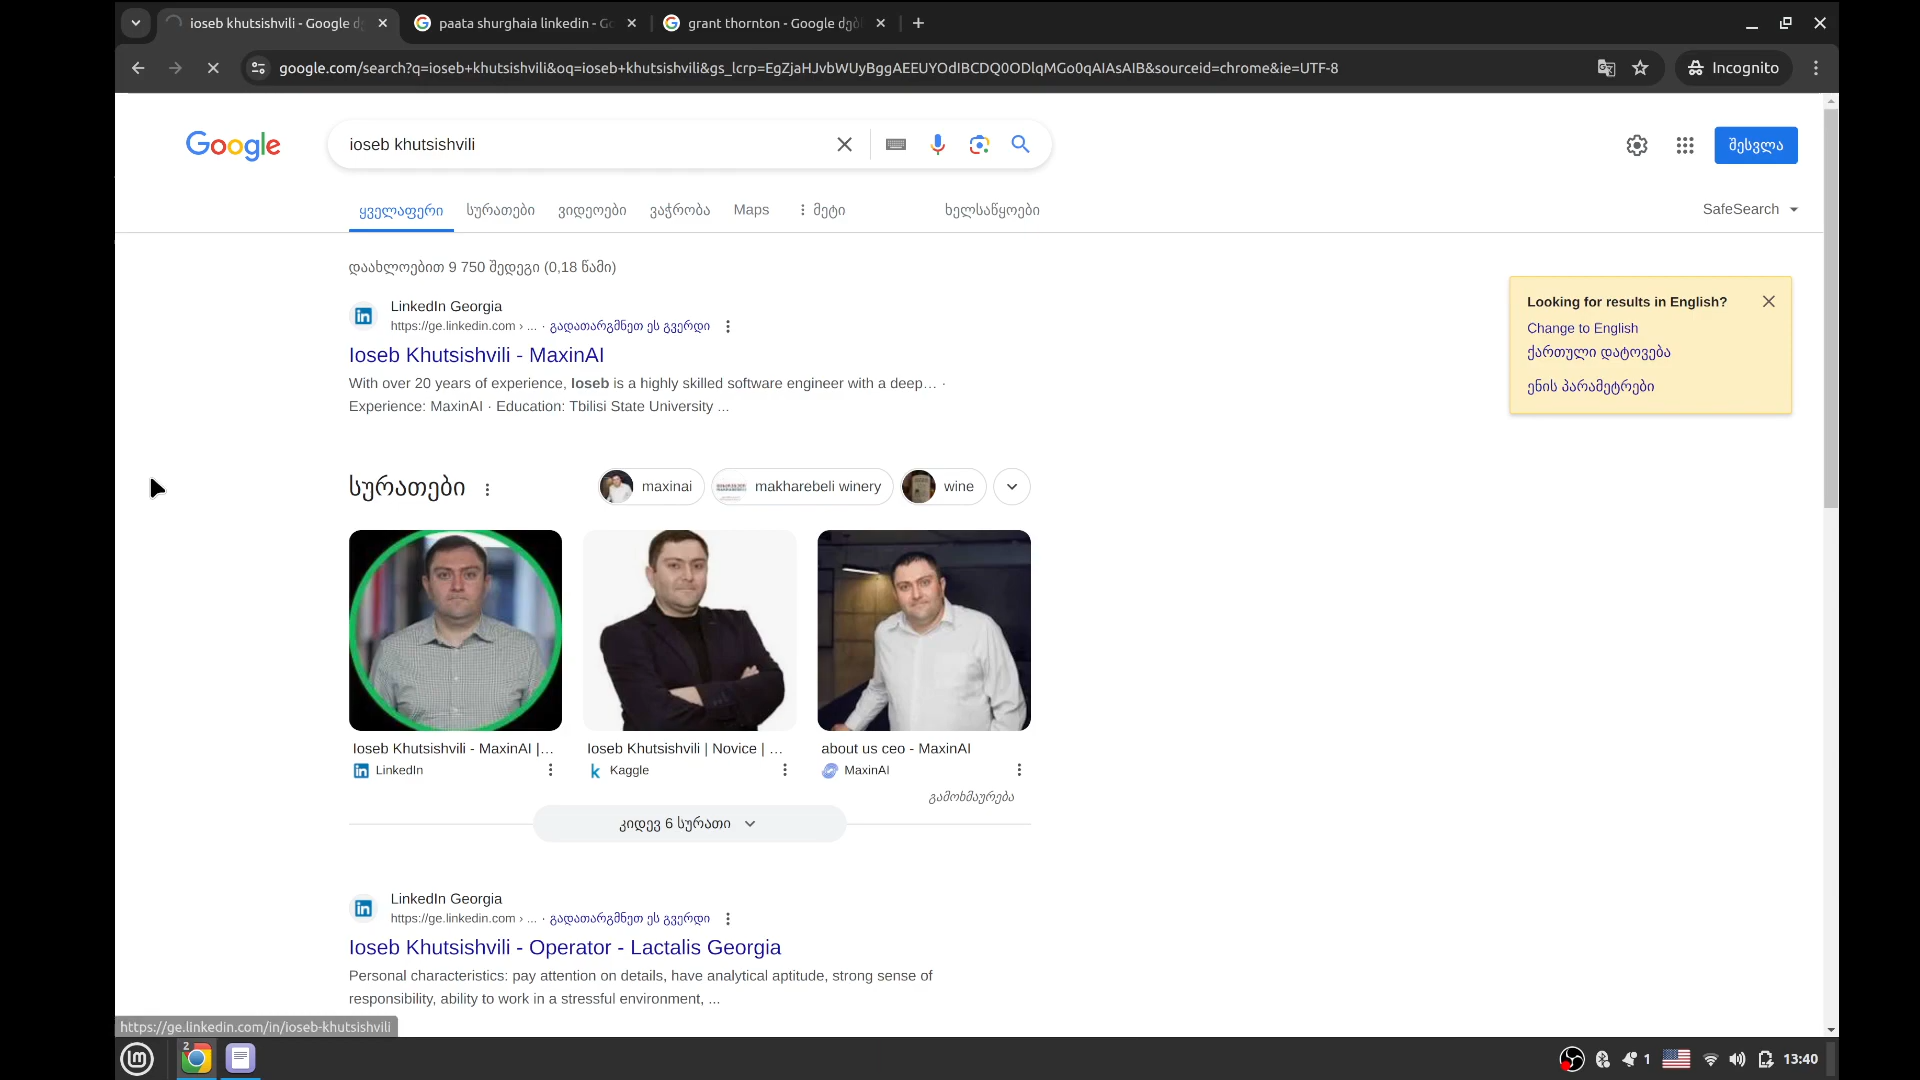 ioseb khutsishvili - Google ძ
paata shurghaia linkedin - Go
grant thornton - Google ძებ
google.com/search?q=ioseb+khutsishvili&oq=ioseb+khutsishvili&gs_lcrp=EgZjaHJvbWUyBggAEEUYOdIBCDQ0ODlqMGo0qAIAsAIB&sourceid=chrome&ie=UTF-8
Incognito
Google
ioseb khutsishvili
შესვლა
ყველაფერი
სურათები
ვიდეოები
ვაჭრობა
Maps
მეტი
ხელსაწყოები
SafeSearch
დაახლოებით 9 750 შედეგი (0,18 წამი)
LinkedIn Georgia
https://ge.linkedin.com › ... · გადათარგმნეთ ეს გვერდი
Ioseb Khutsishvili - MaxinAI
With over 20 years of experience, Ioseb is a highly skilled software engineer with a deep… ·
Experience: MaxinAI · Education: Tbilisi State University ...
Looking for results in English?
Change to English
ქართული დატოვება
ენის პარამეტრები
სურათები
maxinai
makharebeli winery
wine
Ioseb Khutsishvili - MaxinAI |…
LinkedIn
Ioseb Khutsishvili | Novice | …
Kaggle
about us ceo - MaxinAI
MaxinAI
გამოხმაურება
კიდევ 6 სურათი
LinkedIn Georgia
https://ge.linkedin.com › ... · გადათარგმნეთ ეს გვერდი
Ioseb Khutsishvili - Operator - Lactalis Georgia
Personal characteristics: pay attention on details, have analytical aptitude, strong sense of
responsibility, ability to work in a stressful environment, ...
https://ge.linkedin.com/in/ioseb-khutsishvili
2
1
13:40